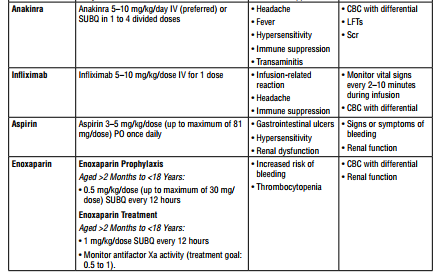 Anakinra
Anakinra 5–10 mg/kg/day IV (preferred) or
SUBQ in 1 to 4 divided doses
• Headache
• Fever
• Hypersensitivity
• Immune suppression
• Transaminitis
• CBC with differential
• LFTs
• Scr
Infliximab
Infliximab 5–10 mg/kg/dose IV for 1 dose
• Infusion-related
reaction
• Headache
• Immune suppression
• Monitor vital signs
every 2–10 minutes
during infusion
• CBC with differential
Aspirin
Aspirin 3–5 mg/kg/dose (up to maximum of 81
mg/dose) PO once daily
• Gastrointestinal ulcers
• Hypersensitivity
• Renal dysfunction
• Signs or symptoms of
bleeding
• Renal function
Enoxaparin
Enoxaparin Prophylaxis
Aged >2 Months to <18 Years:
• 0.5 mg/kg/dose (up to maximum of 30 mg/
dose) SUBQ every 12 hours
Enoxaparin Treatment
Aged >2 Months to <18 Years:
• 1 mg/kg/dose SUBQ every 12 hours
• Monitor antifactor Xa activity (treatment goal:
0.5 to 1).
• Increased risk of
bleeding
• Thrombocytopenia
• CBC with differential
• Renal function